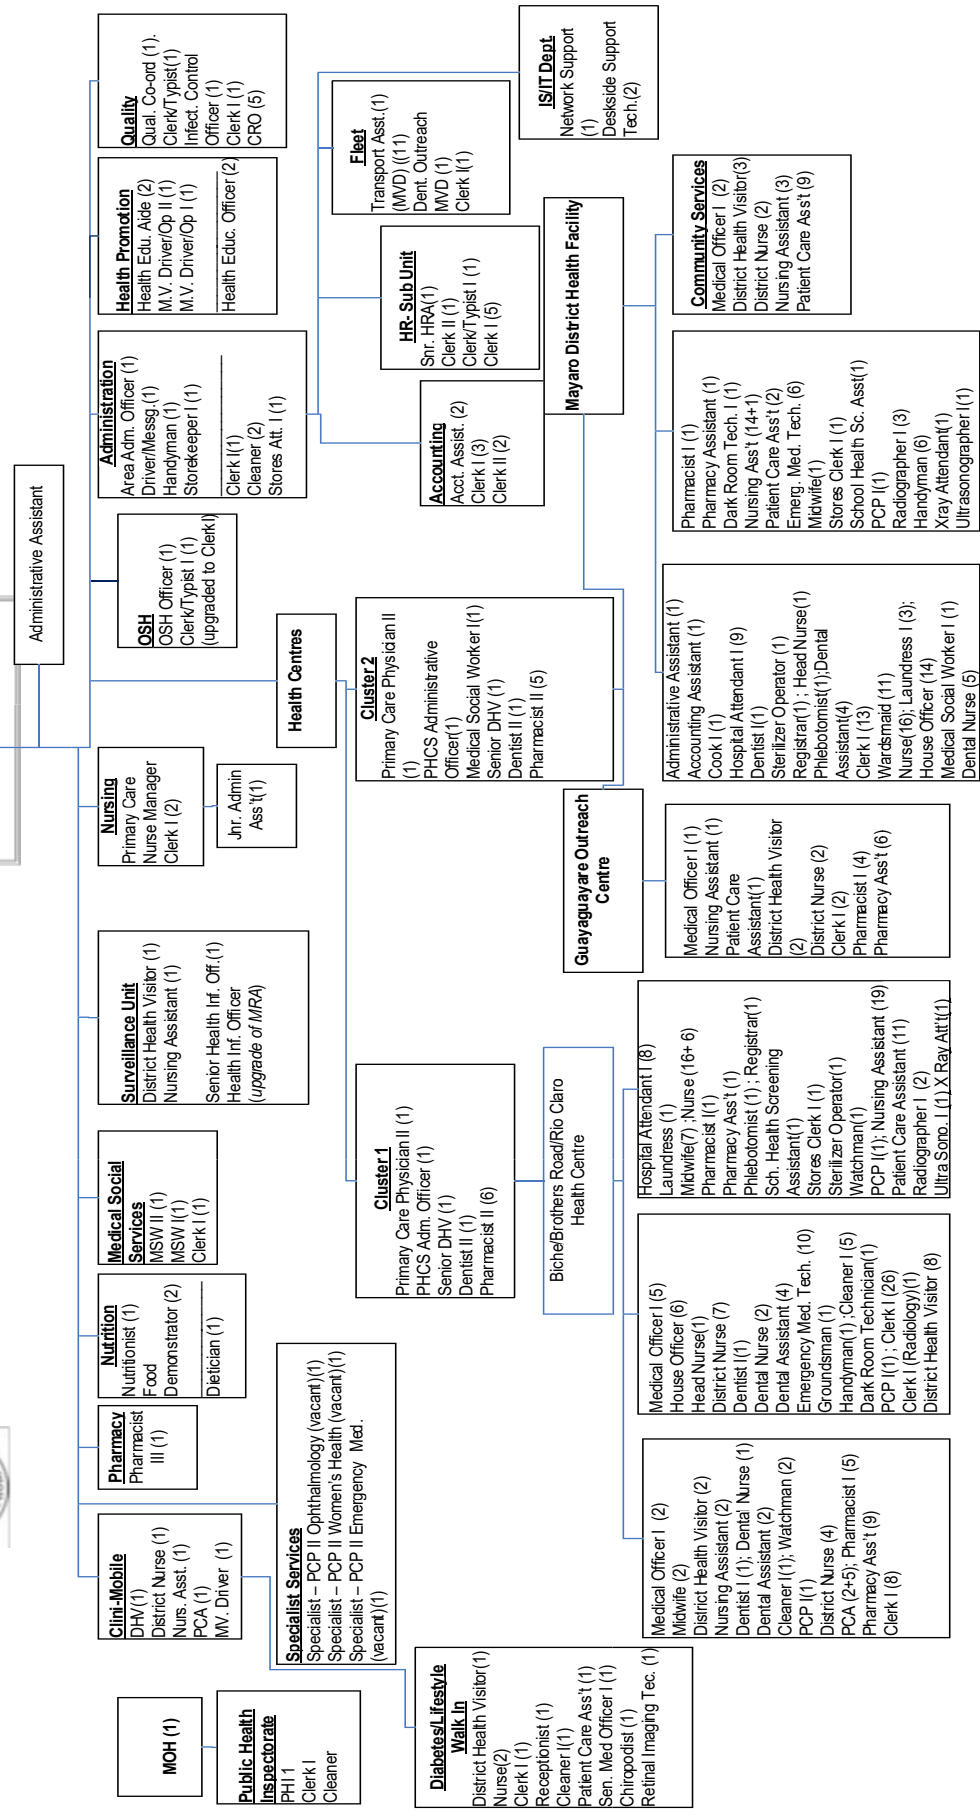 Administrative Assistant
MOH (1)
Public Health
Inspectorate
PHI 1
Clerk I
Cleaner
Clini-Mobile
DHV(1)
District Nurse (1)
Nurs. Asst. (1)
PCA (1)
MV. Driver (1)
Pharmacy
Pharmacist
III (1)
Nutrition
Nutritionist (1)
Food
Demonstrator (2)
Dietician (1)
Medical Social
Services
MSW II (1)
MSW I(1)
Clerk I (1)
Surveillance Unit
District Health Visitor (1)
Nursing Assistant (1)
Senior Health Inf. Off.(1)
Health Inf. Officer
(upgrade of MRA)
Nursing
Primary Care
Nurse Manager
Clerk I (2)
Jnr. Admin
Ass't(1)
OSH
OSH Officer (1)
Clerk/Typist I (1)
(upgraded to Clerk I)
Administration
Area Adm. Officer (1)
Driver/Messg.(1)
Handyman (1)
Storekeeper I (1)
Clerk I(1)
Cleaner (2)
Stores Att. I (1)
Health Promotion
Health Edu. Aide (2)
M.V. Driver/Op II (1)
M.V. Driver/Op I (1)
Health Educ. Officer (2)
Quality
Qual. Co-ord (1).
Clerk/Typist(1)
Infect. Control
Officer (1)
Clerk I (1)
CRO (5)
Specialist Services
Specialist – PCP II Ophthalmology (vacant)(1)
Specialist – PCP II Women's Health (vacant)(1)
Specialist – PCP II Emergency Med.
(vacant)(1)
Health Centres
Diabetes/Lifestyle
Walk In
District Health Visitor(1)
Nurse(2)
Clerk I (1)
Receptionist (1)
Cleaner I(1)
Patient Care Ass't (1)
Sen. Med Officer I (1)
Chiropodist (1)
Retinal Imaging Tec. (1)
Cluster 1
Primary Care Physician II (1)
PHCS Adm. Officer (1)
Senior DHV (1)
Dentist II (1)
Pharmacist II (6)
Cluster 2
Primary Care Physician II
(1)
PHCS Administrative
Officer(1)
Medical Social Worker I(1)
Senior DHV (1)
Dentist II (1)
Pharmacist II (5)
Accounting
Acct. Assist. (2)
Clerk I (3)
Clerk II (2)
HR- Sub Unit
Snr. HRA(1)
Clerk II (1)
Clerk/Typist I (1)
Clerk I (5)
Fleet
Transport Asst.(1)
(MVD) ((11)
Dent. Outreach
MVD (1)
Clerk I(1)
IS/IT Dept.
Network Support
(1)
Deskside Support
Tech.(2)
Biche/Brothers Road/Rio Claro
Health Centre
Guayaguayare Outreach
Centre
Mayaro District Health Facility
Medical Officer I (2)
Midwife (2)
District Health Visitor (2)
Nursing Assistant (2)
Dentist I (1); Dental Nurse (1)
Dental Assistant (2)
Cleaner I(1); Watchman (2)
PCP I(1)
District Nurse (4)
PCA (2+5); Pharmacist I (5)
Pharmacy Ass't (9)
Clerk I (8)
Medical Officer I (5)
House Officer (6)
Head Nurse(1)
District Nurse (7)
Dentist I(1)
Dental Nurse (2)
Dental Assistant (4)
Emergency Med. Tech. (10)
Groundsman (1)
Handyman(1) ;Cleaner I (5)
Dark Room Technician(1)
PCP I(1) ; Clerk I (26)
Clerk I (Radiology)(1)
District Health Visitor (8)
Hospital Attendant I (8)
Laundress (1)
Midwife(7) ;Nurse (16+ 6)
Pharmacist I(1)
Pharmacy Ass't (1)
Phlebotomist (1) ; Registrar(1)
Sch. Health Screening
Assistant(1)
Stores Clerk I (1)
Sterilizer Operator(1)
Watchman(1)
PCP I(1); Nursing Assistant (19)
Patient Care Assistant (11)
Radiographer I (2)
Ultra Sono. I (1) X Ray Att't(1)
Medical Officer I (1)
Nursing Assistant (1)
Patient Care
Assistant(1)
District Health Visitor
(2)
District Nurse (2)
Clerk I (2)
Pharmacist I (4)
Pharmacy Ass't (6)
Administrative Assistant (1)
Accounting Assistant (1)
Cook I (1)
Hospital Attendant I (9)
Dentist I(1)
Sterilizer Operator (1)
Registrar(1) ; Head Nurse(1)
Phlebotomist(1);Dental
Assistant(4)
Clerk I (13)
Wardsmaid (11)
Nurse(16); Laundress I (3);
House Officer (14)
Medical Social Worker I (1)
Dental Nurse (5)
Pharmacist I (1)
Pharmacy Assistant (1)
Dark Room Tech. I (1)
Nursing Ass't (14+1)
Patient Care Ass't (2)
Emerg. Med. Tech. (6)
Midwife(1)
Stores Clerk I (1)
School Health Sc. Asst(1)
PCP I(1)
Radiographer I (3)
Handyman (6)
Xray Attendant(1)
Ultrasonographer I(1)
Community Services
Medical Officer I (2)
District Health Visitor(3)
District Nurse (2)
Nursing Assistant (3)
Patient Care Ass't (9)